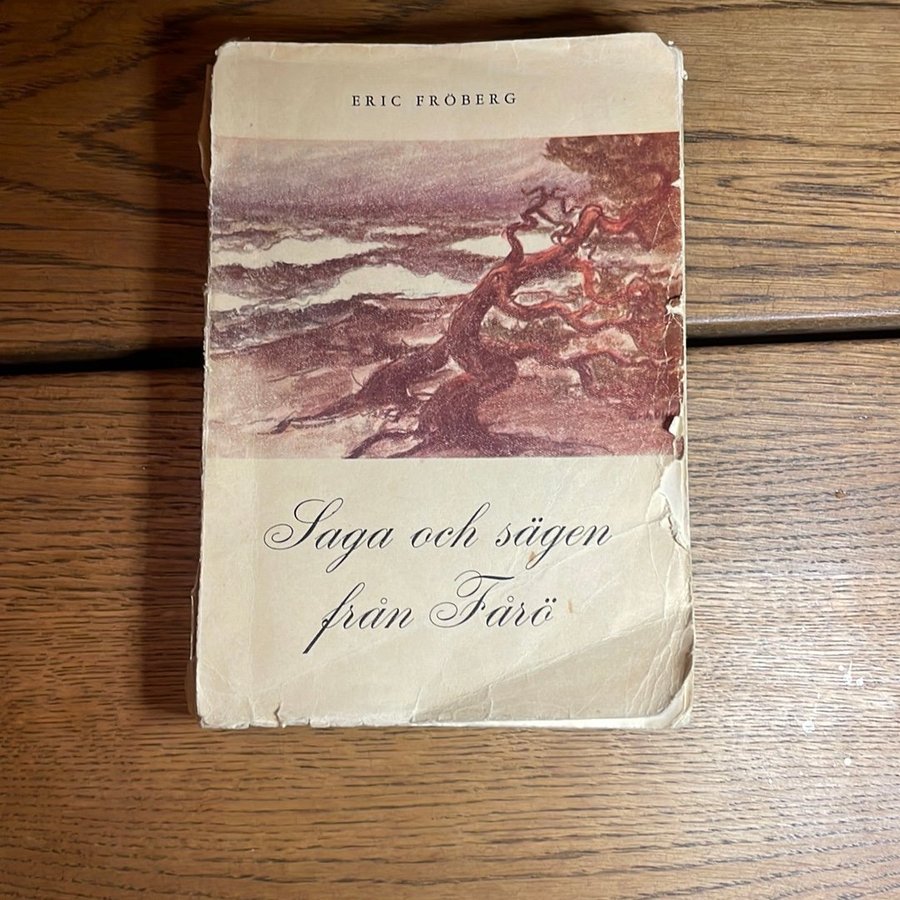 ERIC FRÖBERG
Saga och sägen
från Fårö